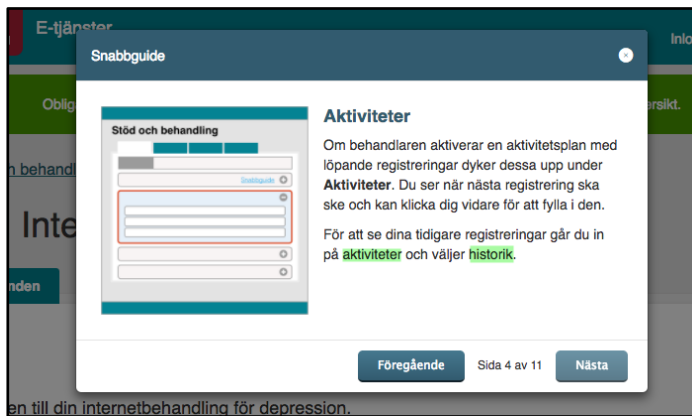 E-tjänster
Inlo
Snabbguide
Oblig
ersikt.
Stöd och behandling
Snabbguide
Aktiviteter
Om behandlaren aktiverar en aktivitetsplan med
löpande registreringar dyker dessa upp under
Aktiviteter. Du ser när nästa registrering ska
ske och kan klicka dig vidare för att fylla i den.
För att se dina tidigare registreringar går du in
på aktiviteter och väljer historik.
n behandl
Inte
nden
Föregående
Sida 4 av 11
Nästa
en till din internetbehandling för depression.